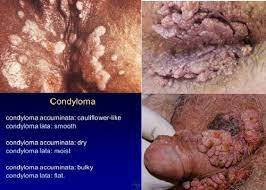 Condyloma
condyloma accuminata: cauliflower-like
condyloma lata: smooth
condyloma accuminata: dry
condyloma lata: moist
condyloma accuminata: bulky
condyloma lata: flat.